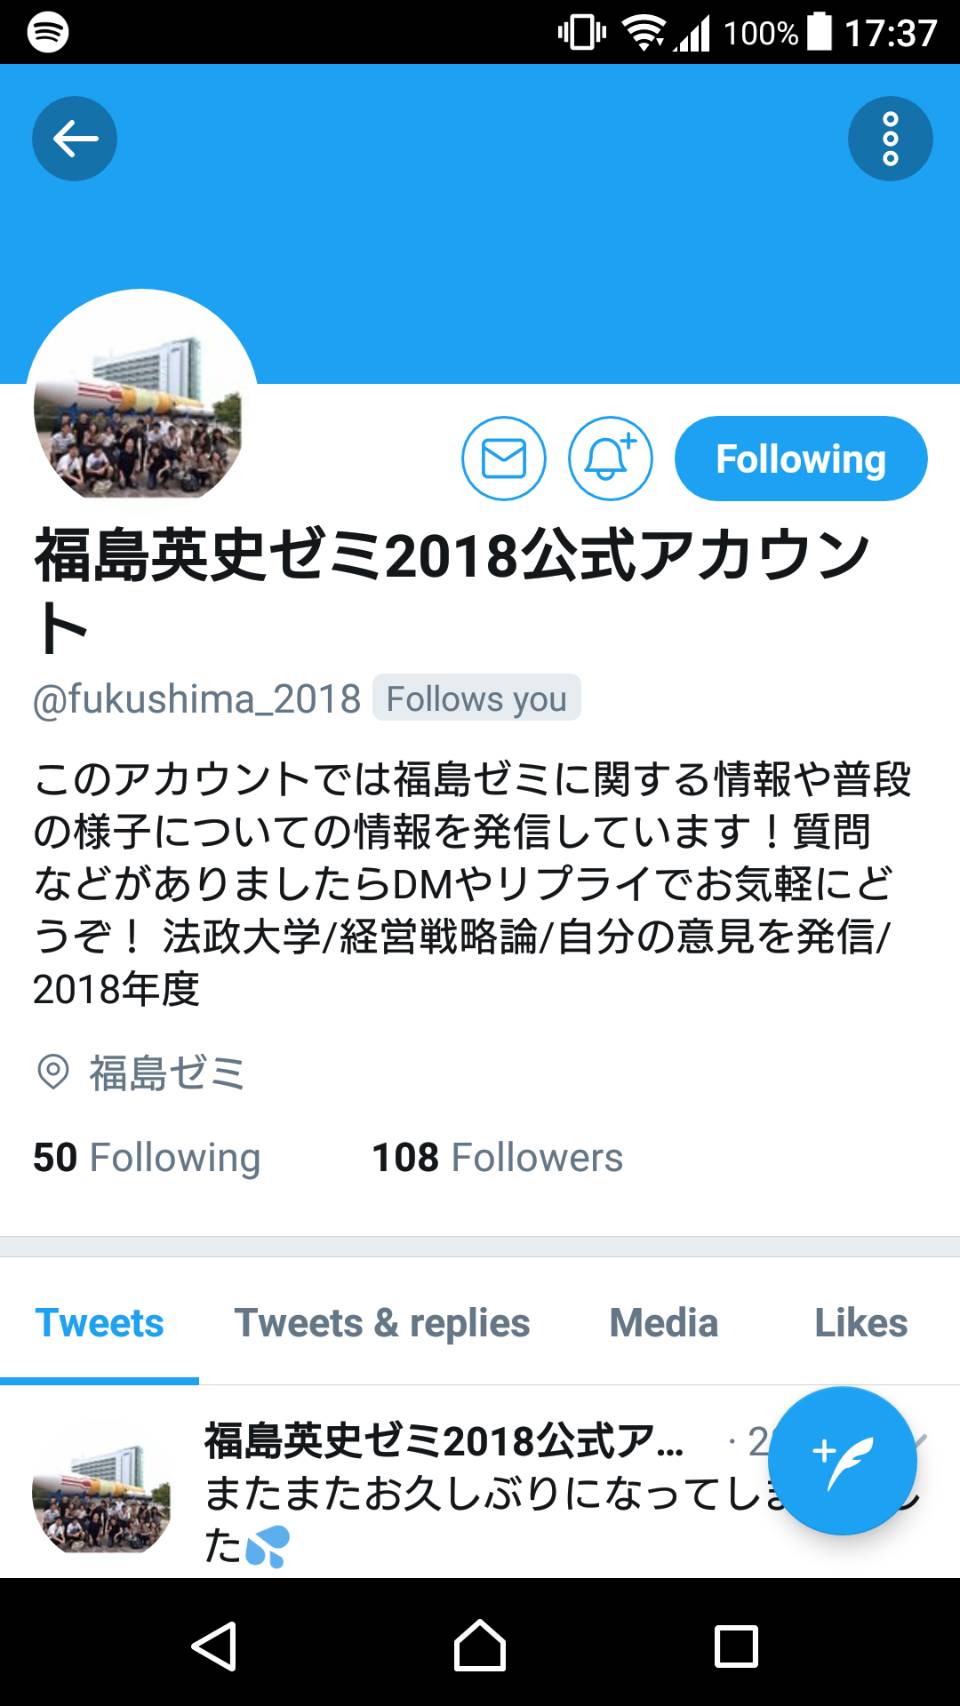 100% 17:37
Following
福島英史ゼミ2018公式アカウン
ト
@fukushima_2018 Follows you
このアカウントでは福島ゼミに関する情報や普段
の様子についての情報を発信しています！質問
などがありましたらDMやリプライでお気軽にど
うぞ！ 法政大学/経営戦略論/自分の意見を発信/
2018年度
福島ゼミ
50 Following 108 Followers
Tweets Tweets & replies Media Likes
福島英史ゼミ2018公式ア... · 2
またまたお久しぶりになってしま
た💦